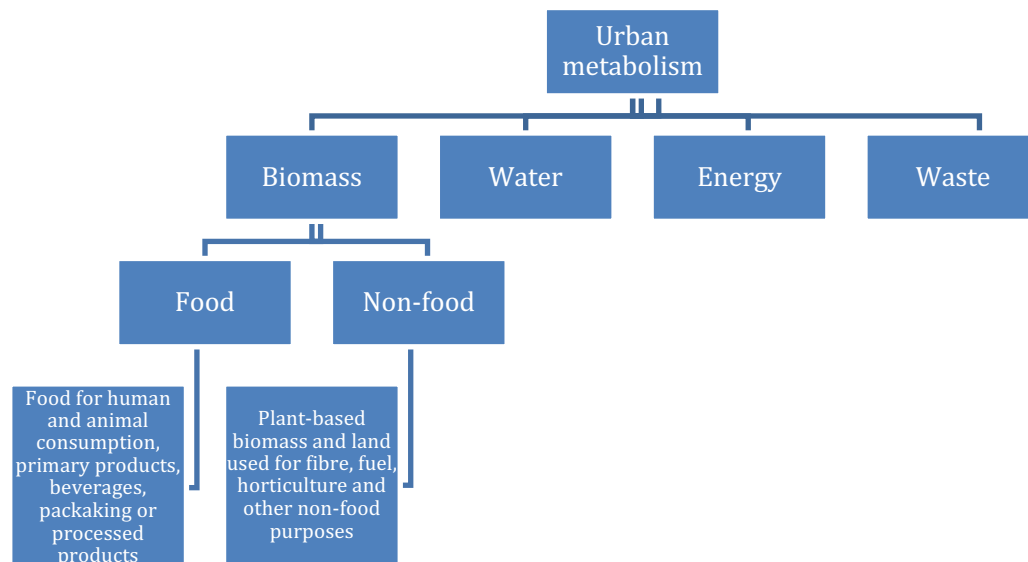 Urban
metabolism
Biomass
Water
Energy
Waste
Food
Non-food
Food for human
and animal
consumption,
primary products,
beverages,
packaking or
processed
products
Plant-based
biomass and land
used for fibre, fuel,
horticulture and
other non-food
purposes